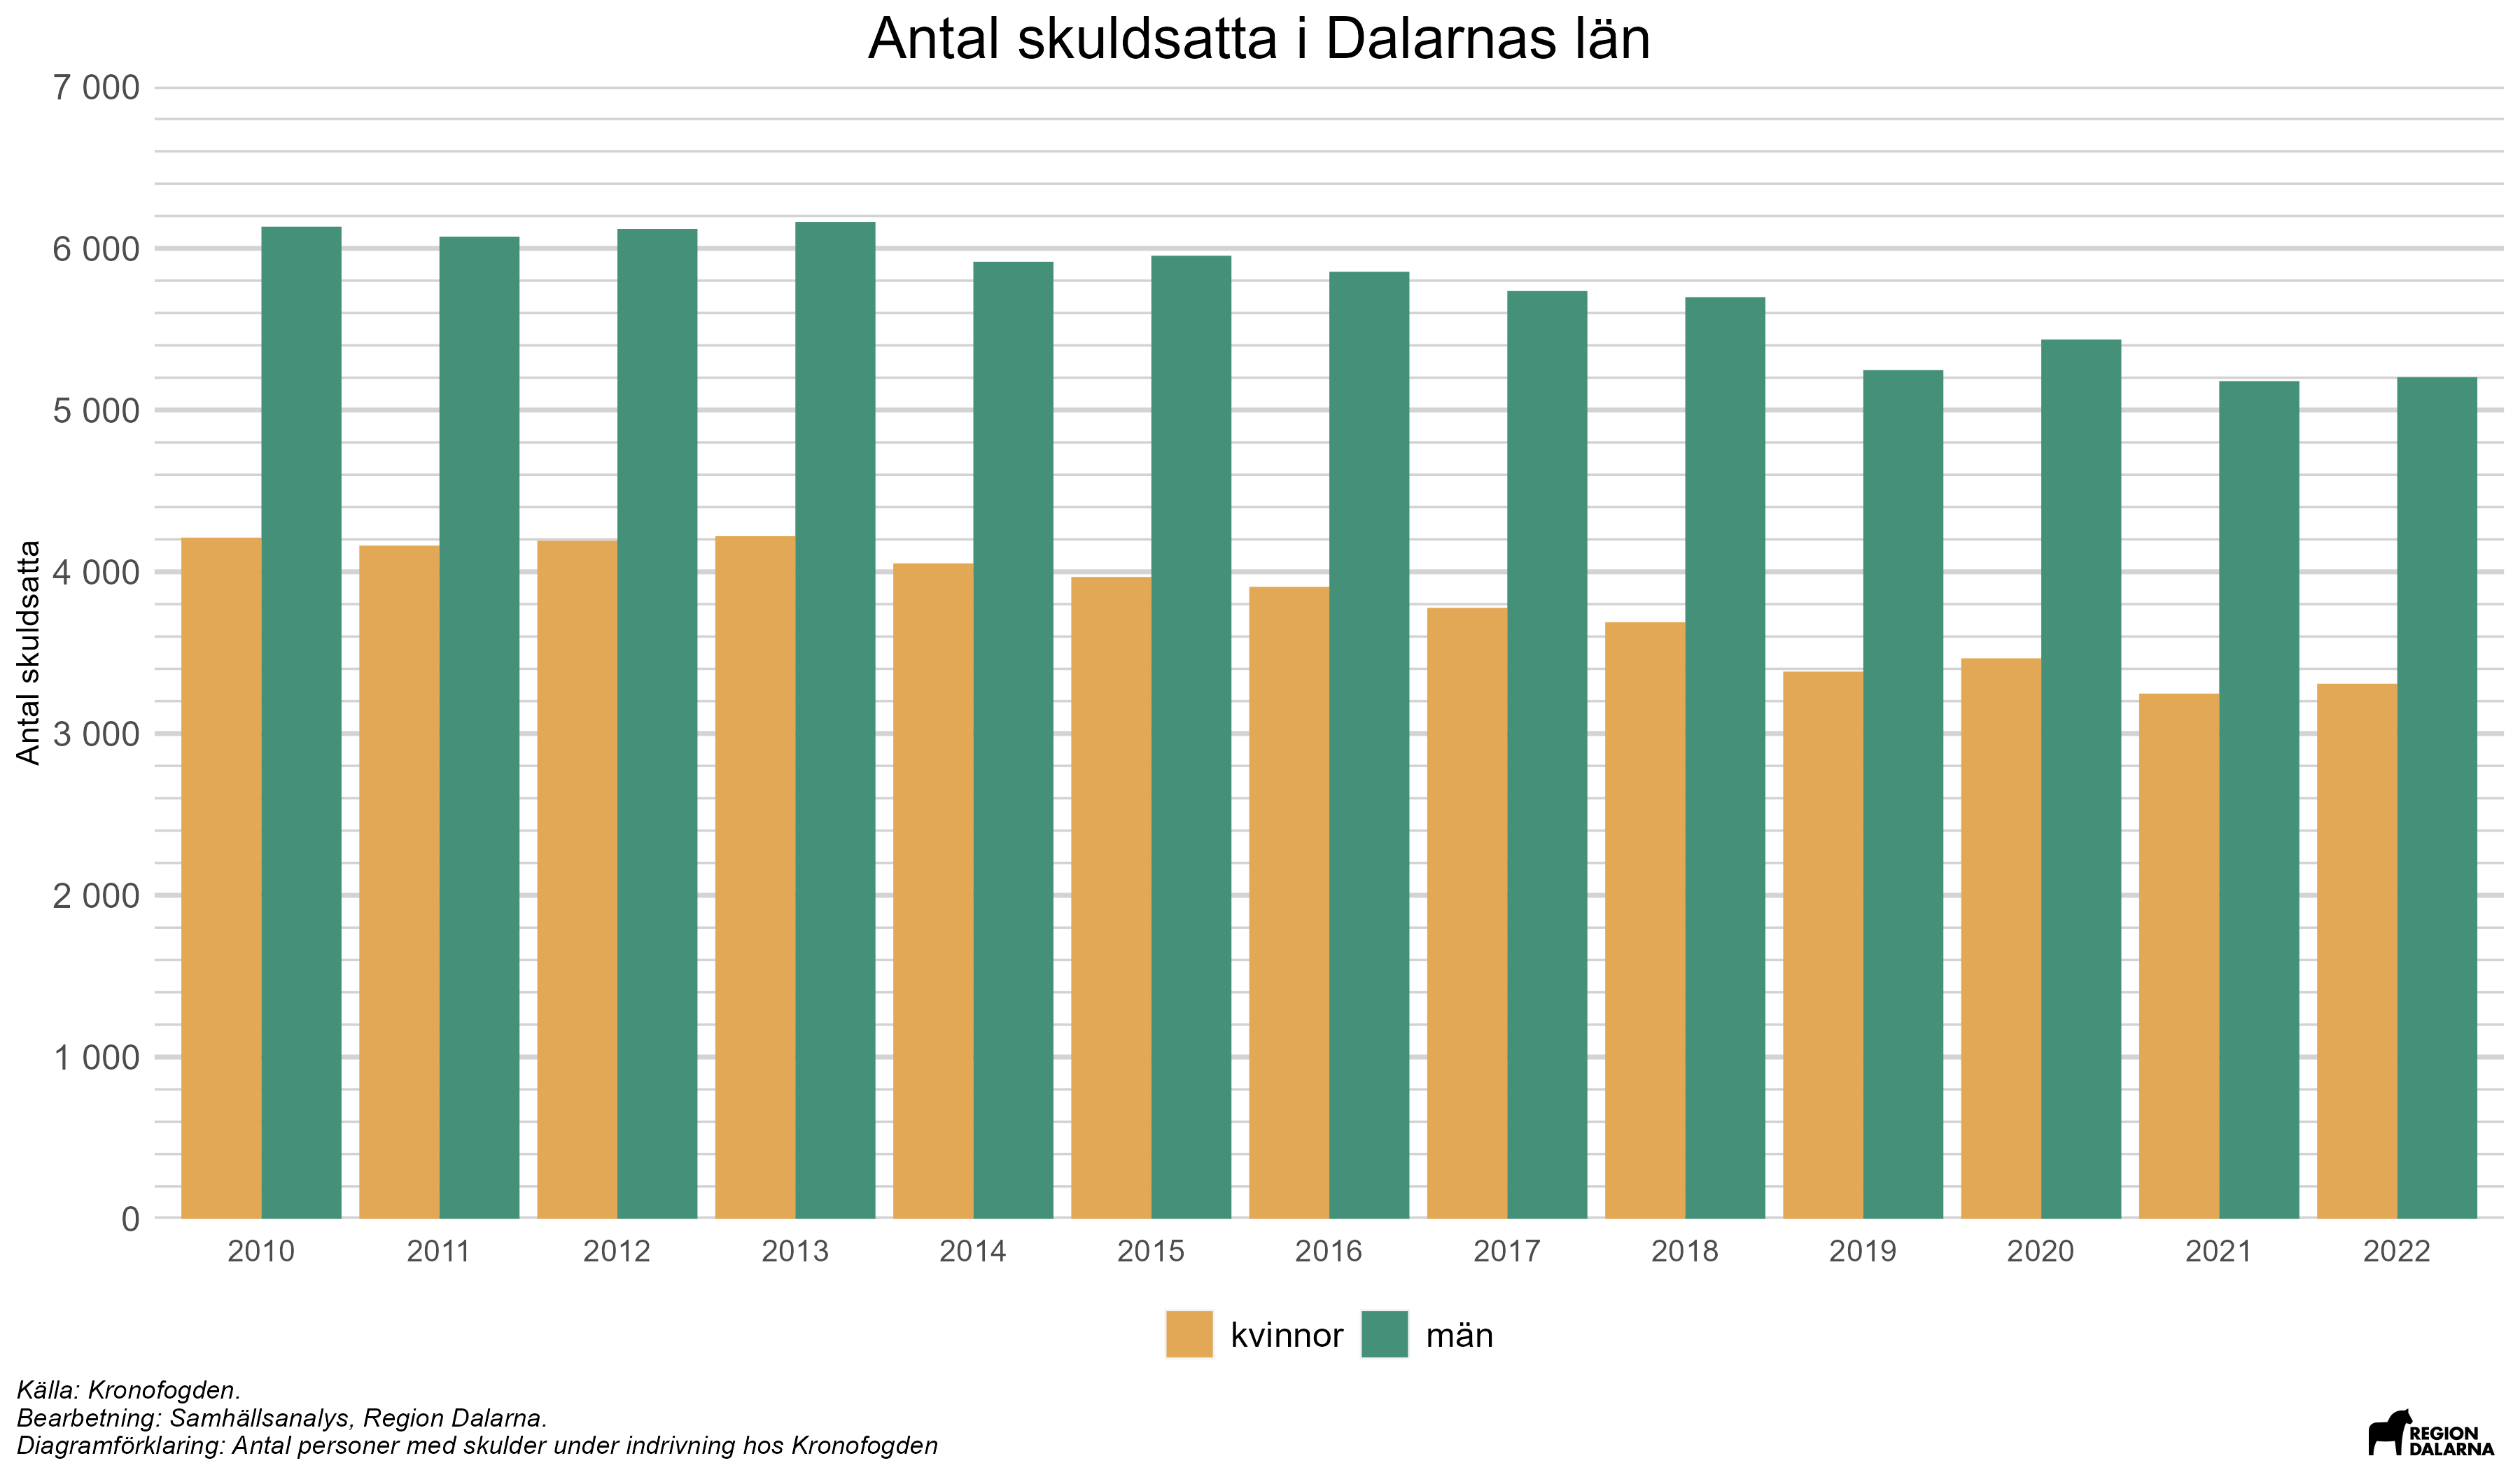 Antal skuldsatta i Dalarnas län
Antal skuldsatta
7 000
6 000
5 000
4 000
3 000
2 000
1 000
0
2010 2011 2012 2013 2014 2015 2016 2017 2018 2019 2020 2021 2022
kvinnor män
Källa: Kronofogden.
Bearbetning: Samhällsanalys, Region Dalarna.
Diagramförklaring: Antal personer med skulder under indrivning hos Kronofogden
REGION
DALARNA